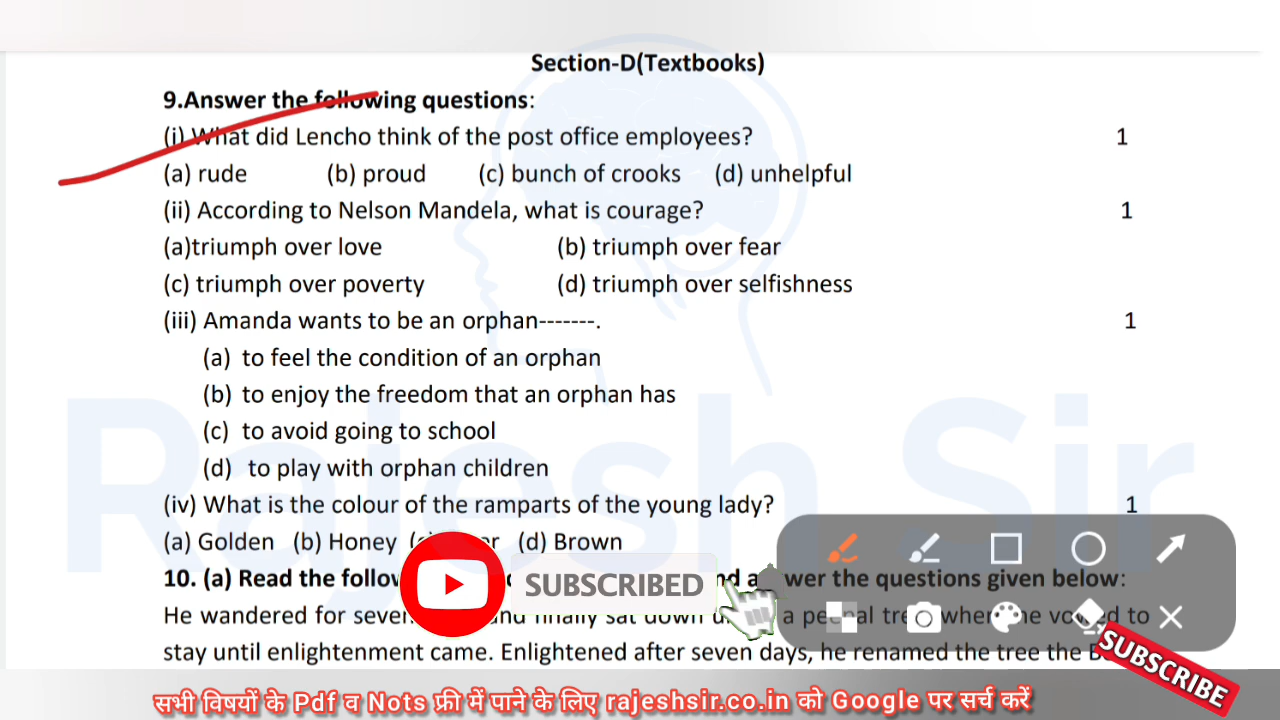 Section-D(Textbooks)
9.Answer the following questions:
(i) What did Lencho think of the post office employees? 1
(a) rude (b) proud (c) bunch of crooks (d) unhelpful
(ii) According to Nelson Mandela, what is courage? 1
(a)triumph over love (b) triumph over fear
(c) triumph over poverty (d) triumph over selfishness
(iii) Amanda wants to be an orphan-------. 1
(a) to feel the condition of an orphan
(b) to enjoy the freedom that an orphan has
(c) to avoid going to school
(d) to play with orphan children
(iv) What is the colour of the ramparts of the young lady? 1
(a) Golden (b) Honey (d) Brown
10. (a) Read the the questions given below:
He wandered for seven and finally sat down a peepal tree where he vowed to
stay until enlightenment came. Enlightened after seven days, he renamed the tree the
SUBSCRIBED
SUBSCRIBE
Rajesh Sir
सभी विषयों के Pdf व Nots फ्री में पाने के लिए rajeshsir.co.in को Google पर सर्च करें